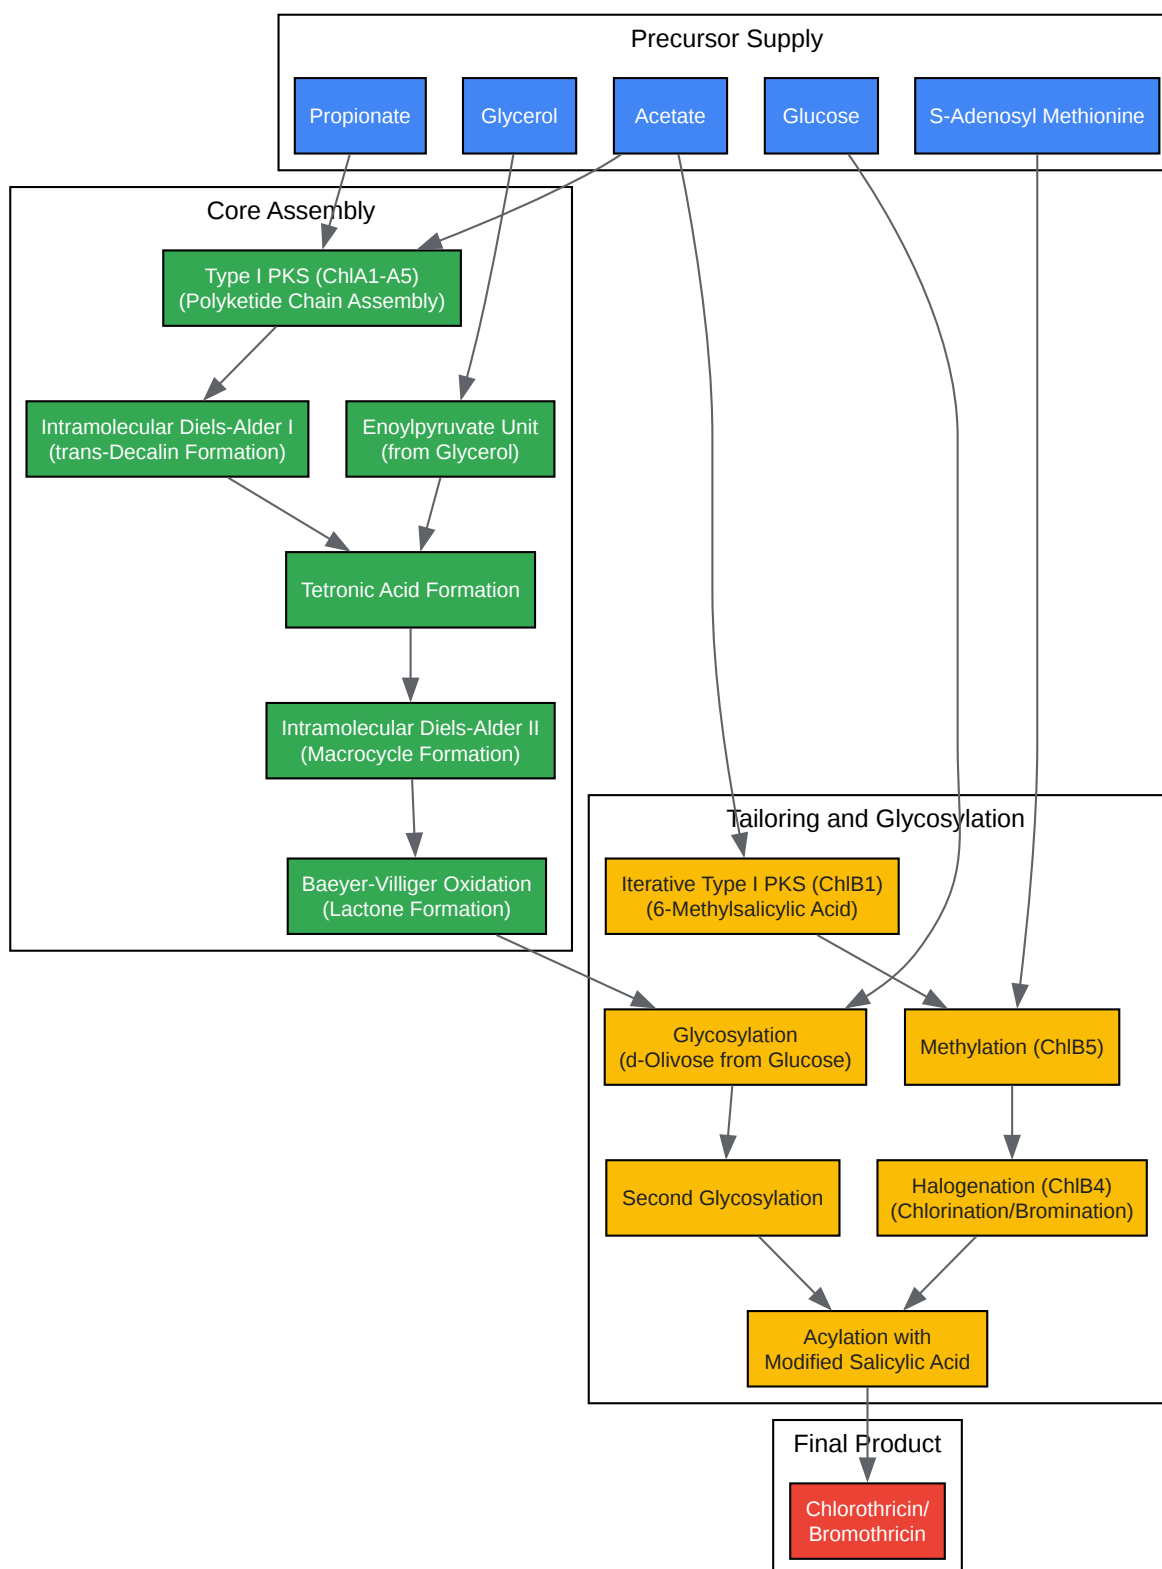 Precursor Supply
Propionate
Glycerol
Acetate
Glucose
S-Adenosyl Methionine
Core Assembly
Type I PKS (ChlA1-A5)
(Polyketide Chain Assembly)
Intramolecular Diels-Alder I
(trans-Decalin Formation)
Enoylpyruvate Unit
(from Glycerol)
Tetronic Acid Formation
Intramolecular Diels-Alder II
(Macrocycle Formation)
Baeyer-Villiger Oxidation
(Lactone Formation)
Tailoring and Glycosylation
Iterative Type I PKS (ChlB1)
(6-Methylsalicylic Acid)
Glycosylation
(d-Olivose from Glucose)
Methylation (ChlB5)
Second Glycosylation
Halogenation (ChlB4)
(Chlorination/Bromination)
Acylation with
Modified Salicylic Acid
Final Product
Chlorothricin/
Bromothricin